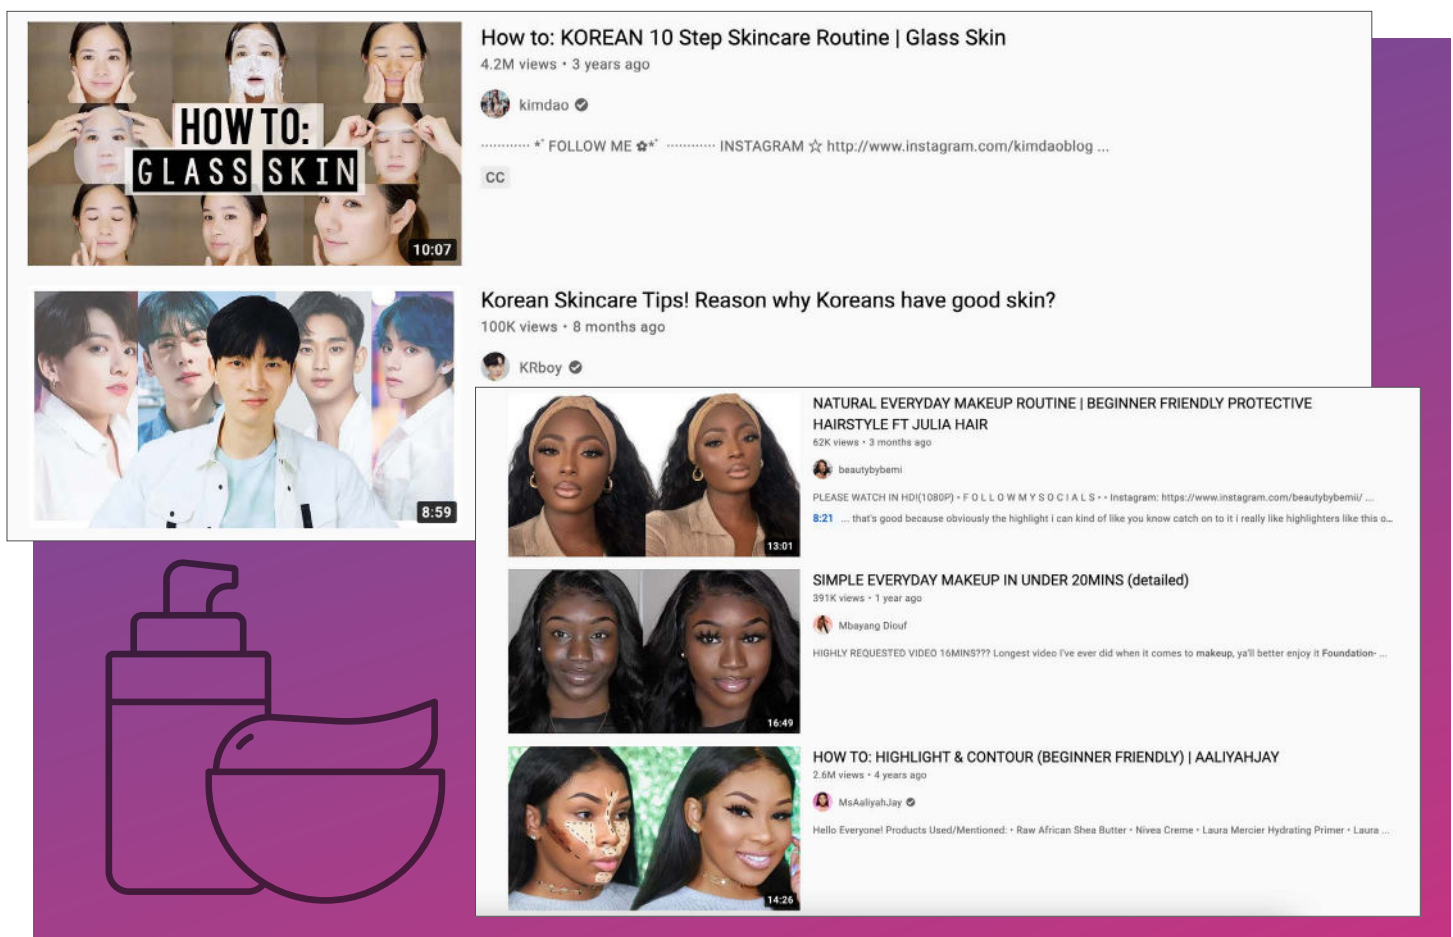 HOW TO:
GLASS SKIN
10:07
How to: KOREAN 10 Step Skincare Routine | Glass Skin
4.2M views • 3 years ago
kimdao
············ *˚ FOLLOW ME ✿*˚ ············ INSTAGRAM ☆ http://www.instagram.com/kimdaoblog ...
CC
8:59
Korean Skincare Tips! Reason why Koreans have good skin?
100K views • 8 months ago
KRboy
13:01
NATURAL EVERYDAY MAKEUP ROUTINE | BEGINNER FRIENDLY PROTECTIVE
HAIRSTYLE FT JULIA HAIR
62K views • 3 months ago
beautybybemi
PLEASE WATCH IN HD!(1080P) • F O L L O W M Y S O C I A L S • • Instagram: https://www.instagram.com/beautybybemii/ ...
8:21 ... that's good because obviously the highlight i can kind of like you know catch on to it i really like highlighters like this o...
16:49
SIMPLE EVERYDAY MAKEUP IN UNDER 20MINS (detailed)
391K views • 1 year ago
Mbayang Diouf
HIGHLY REQUESTED VIDEO 16MINS??? Longest video I've ever did when it comes to makeup, ya'll better enjoy it Foundation- ...
14:26
HOW TO: HIGHLIGHT & CONTOUR (BEGINNER FRIENDLY) | AALIYAHJAY
2.6M views • 4 years ago
MsAaliyahJay
Hello Everyone! Products Used/Mentioned: • Raw African Shea Butter • Nivea Creme • Laura Mercier Hydrating Primer • Laura ...